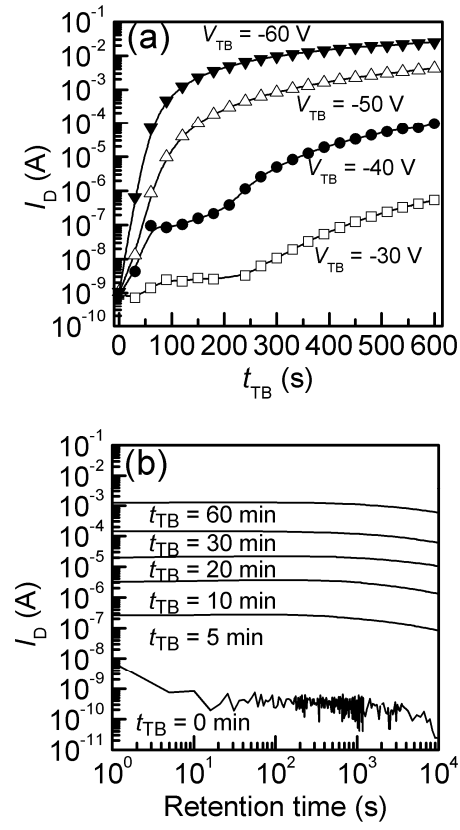 (a)
V_TB = -60 V
V_TB = -50 V
V_TB = -40 V
V_TB = -30 V
10^-1
10^-2
10^-3
10^-4
10^-5
10^-6
10^-7
10^-8
10^-9
10^-10
I_D (A)
0 100 200 300 400 500 600
t_TB (s)
(b)
10^-1
10^-2
10^-3
10^-4
10^-5
10^-6
10^-7
10^-8
10^-9
10^-10
10^-11
I_D (A)
t_TB = 60 min
t_TB = 30 min
t_TB = 20 min
t_TB = 10 min
t_TB = 5 min
t_TB = 0 min
10^0 10^1 10^2 10^3 10^4
Retention time (s)